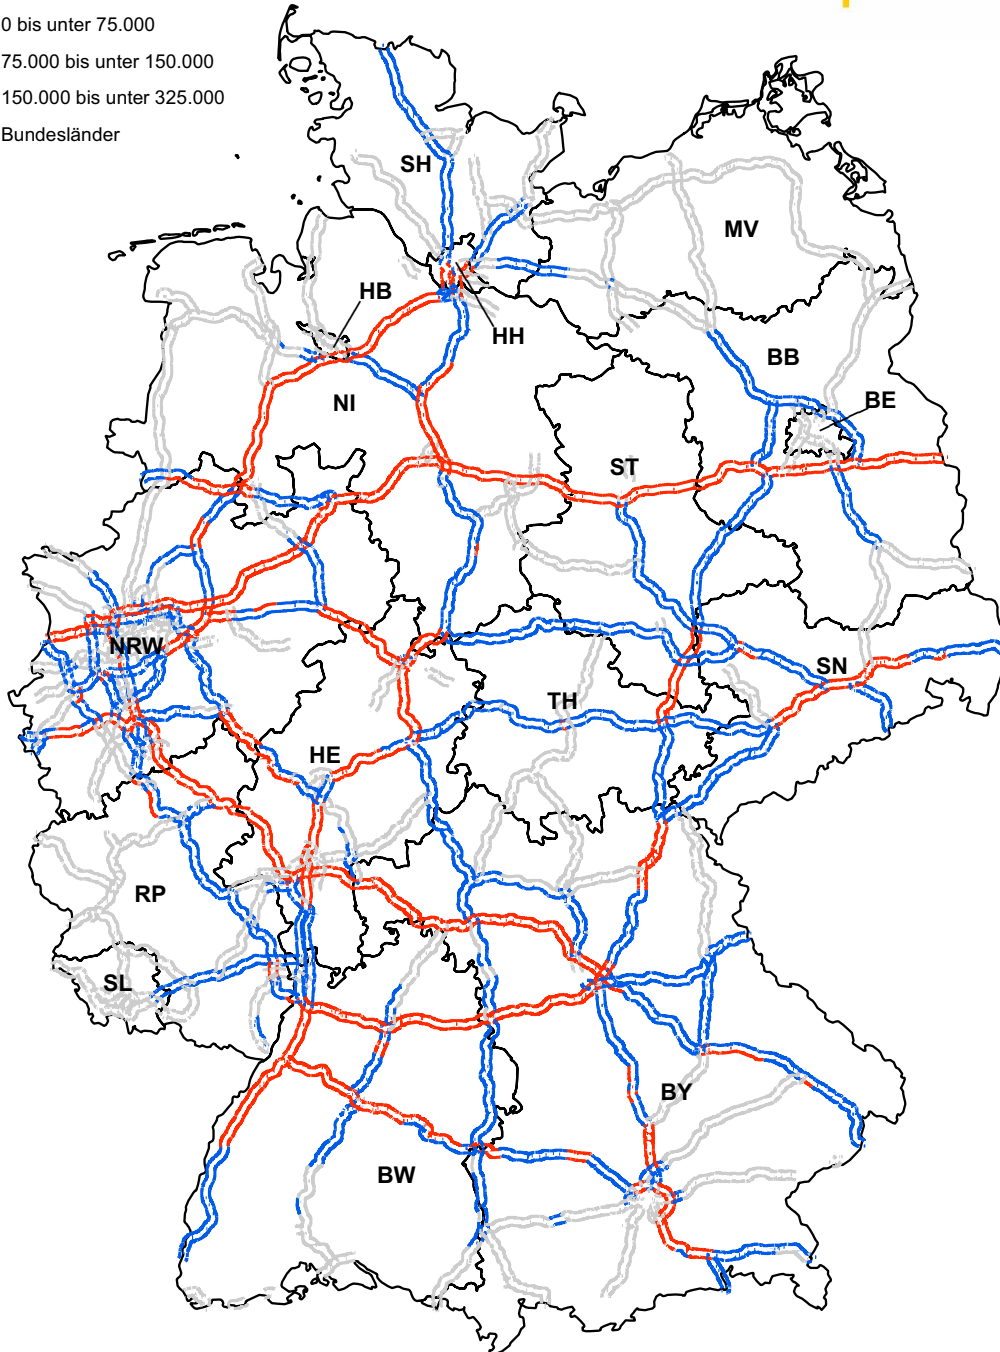 0 bis unter 75.000
75.000 bis unter 150.000
150.000 bis unter 325.000
Bundesländer
SH
MV
HB
HH
BB
BE
NI
ST
NRW
SN
TH
HE
RP
SL
BY
BW